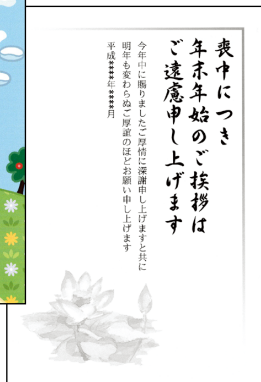 喪中につき
年末年始のご挨拶は
ご遠慮申し上げます
今年中に賜りましたご厚情に深謝申し上げますと共に
明年も変わらぬご厚誼のほどお願い申し上げます
平成****年****月